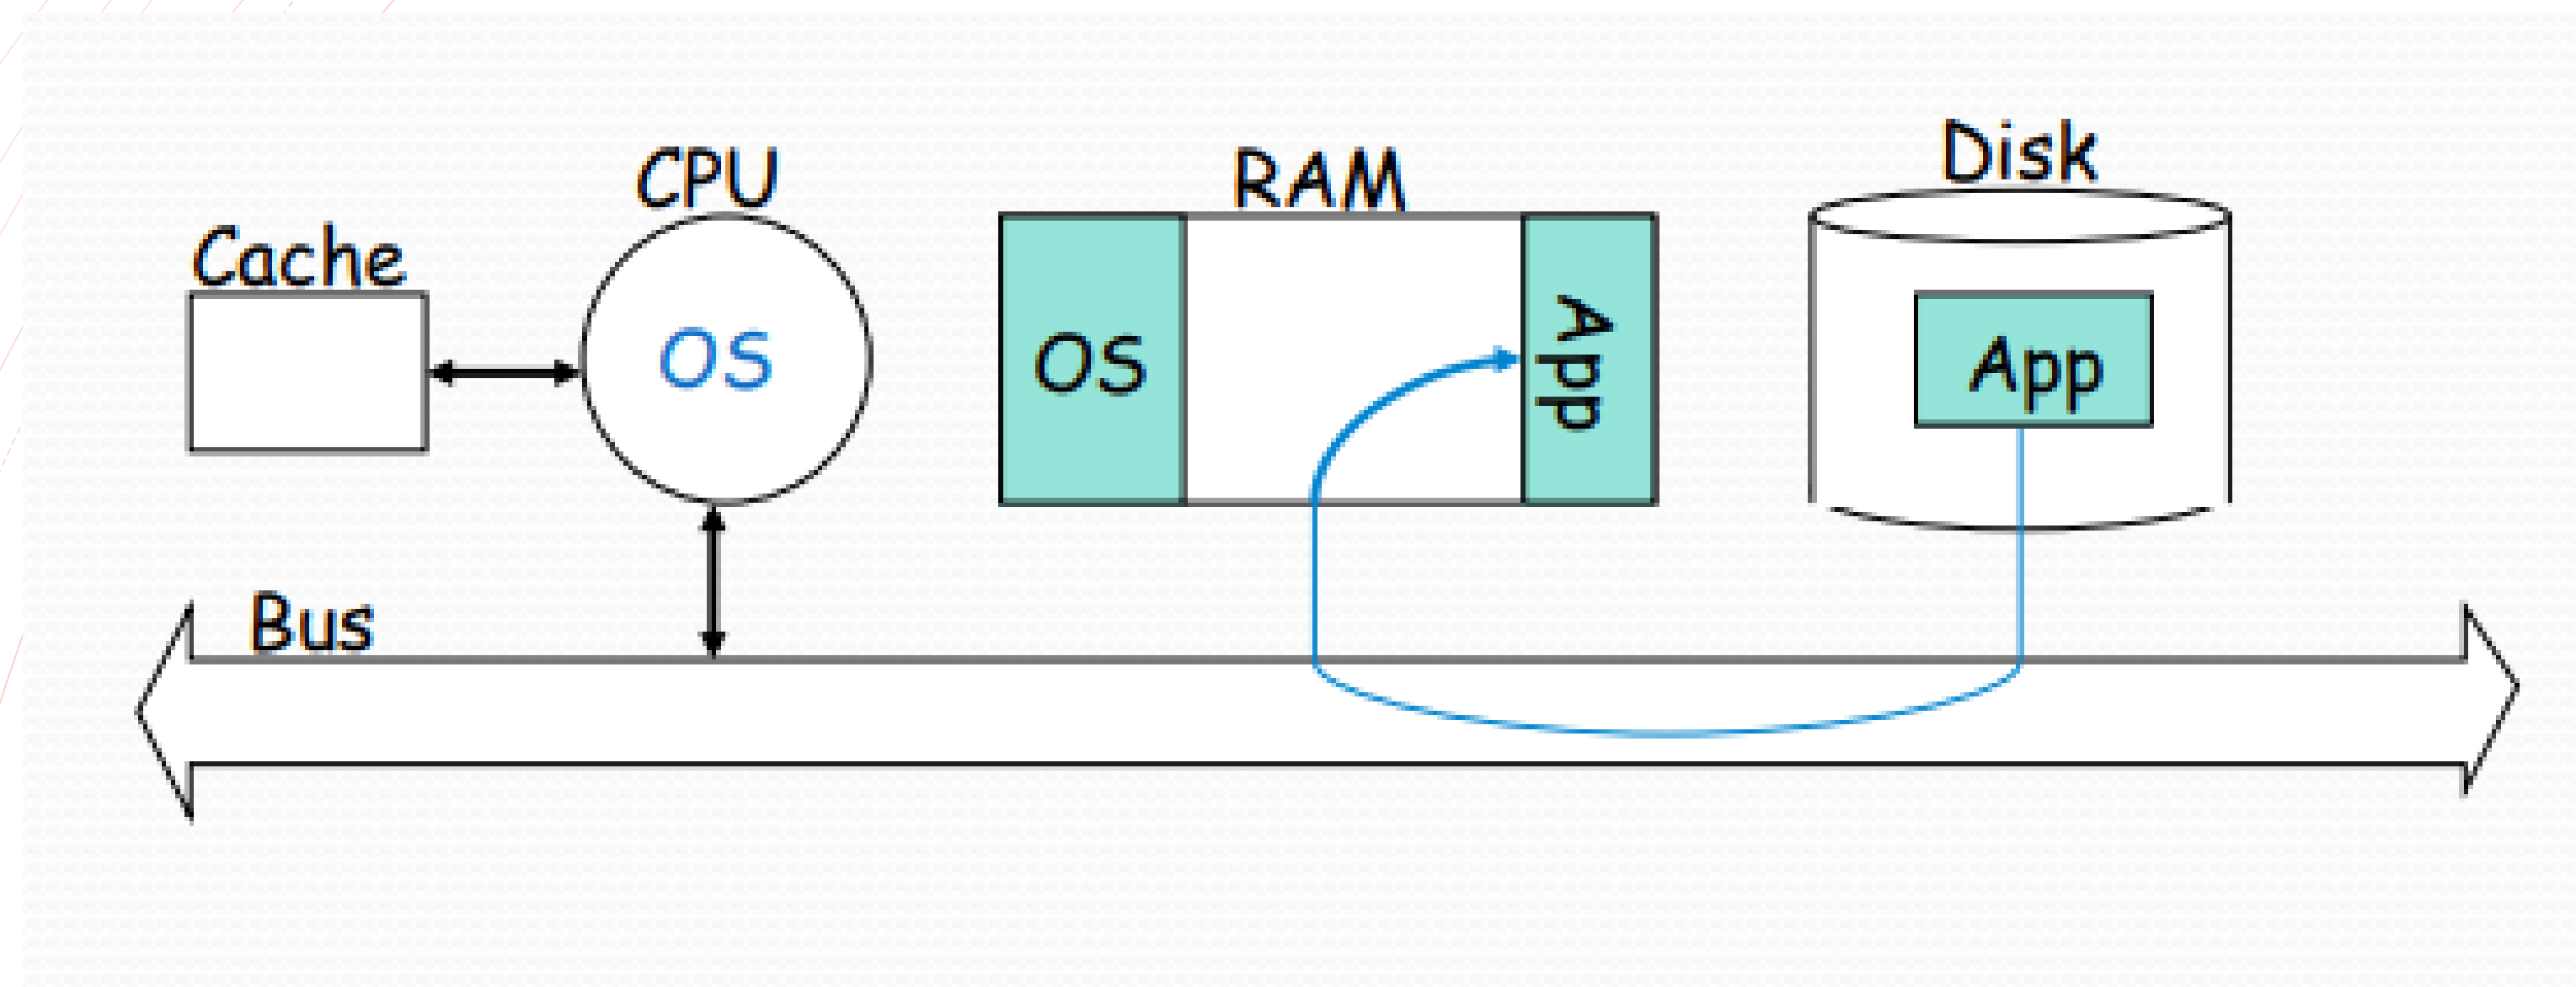 Cache
CPU
RAM
Disk
OS
OS
App
App
Bus